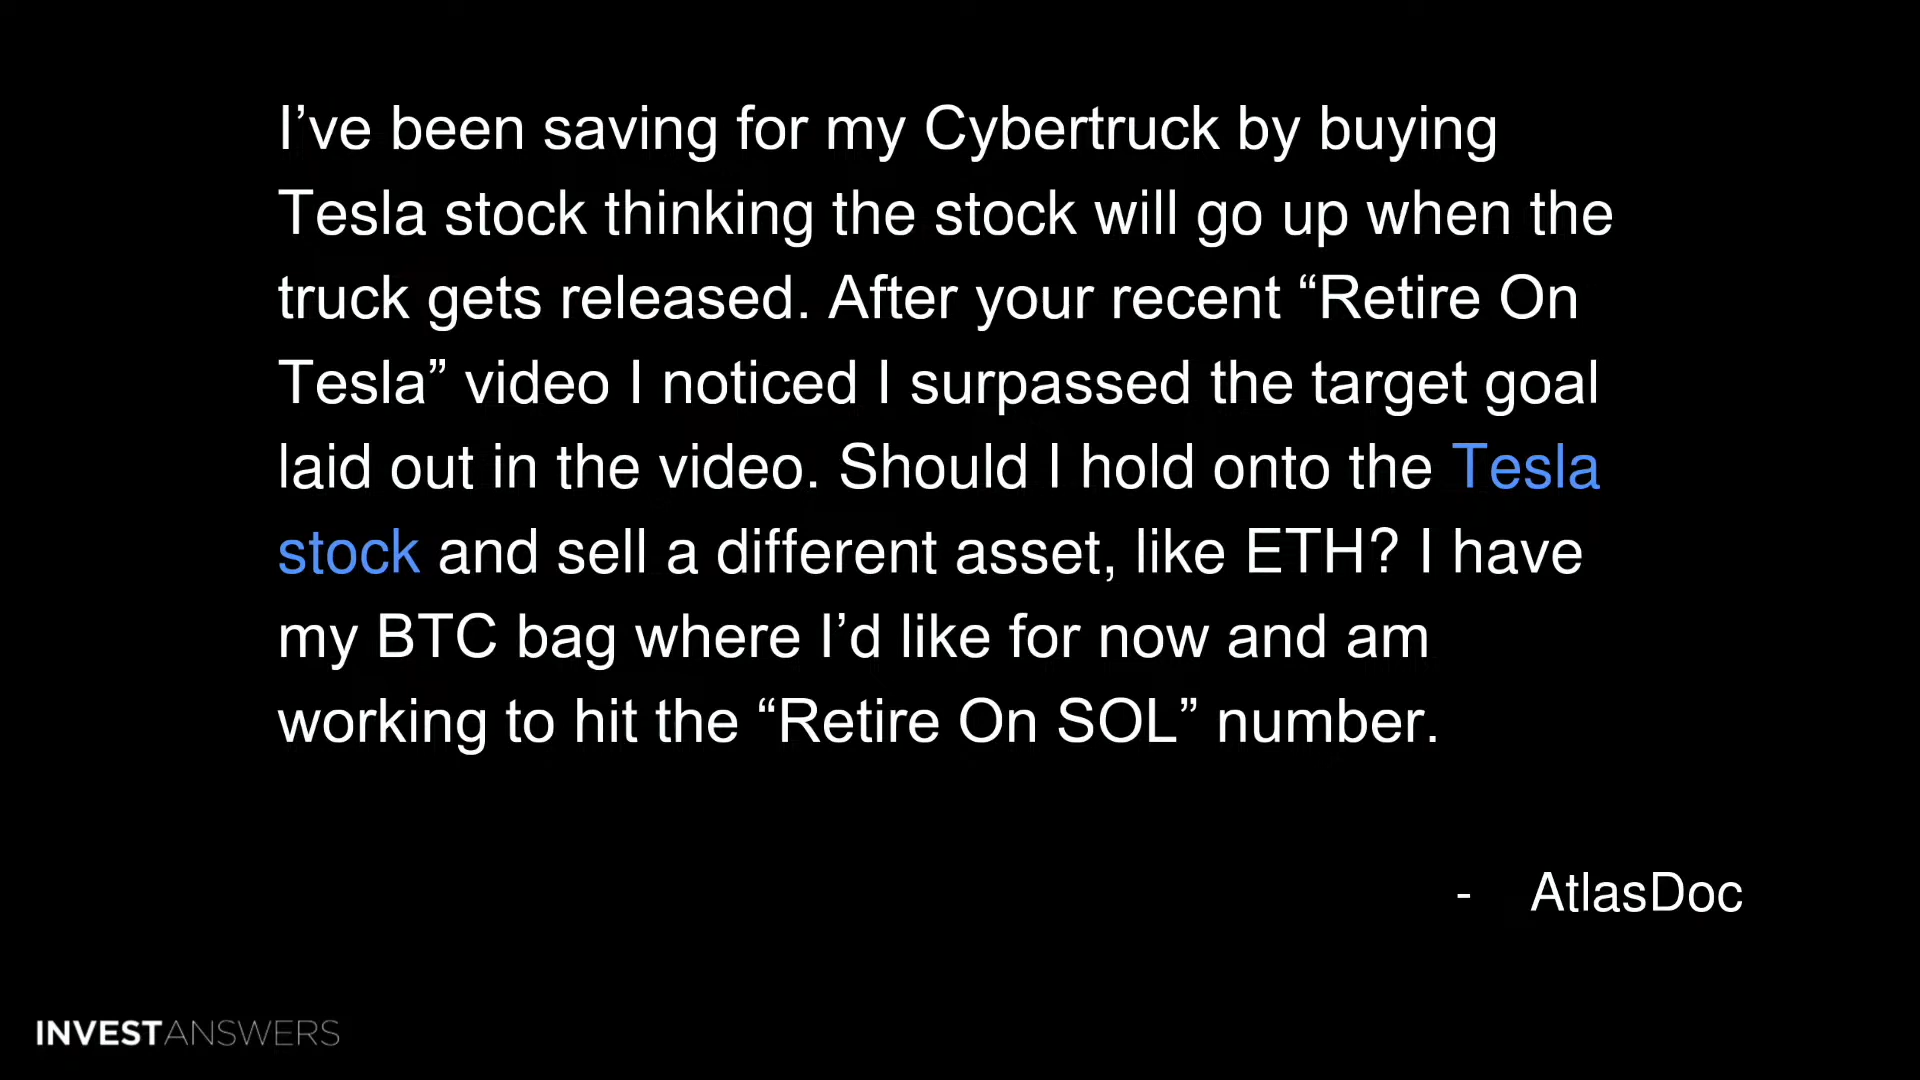 I’ve been saving for my Cybertruck by buying
Tesla stock thinking the stock will go up when the
truck gets released. After your recent “Retire On
Tesla” video I noticed I surpassed the target goal
laid out in the video. Should I hold onto the Tesla
stock and sell a different asset, like ETH? I have
my BTC bag where I’d like for now and am
working to hit the “Retire On SOL” number.
- AtlasDoc
INVESTANSWERS